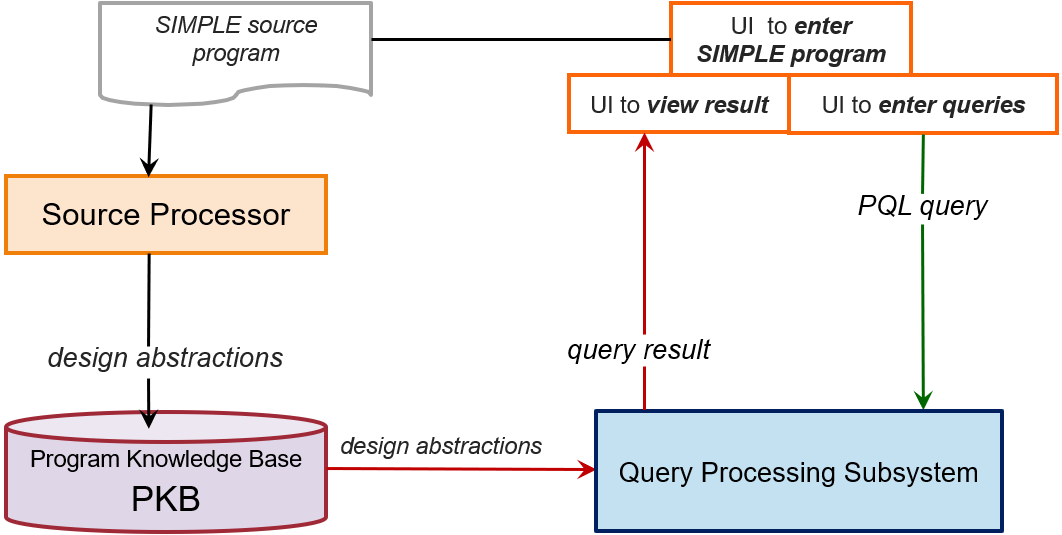 SIMPLE source
program
UI to enter
SIMPLE program
UI to view result
UI to enter queries
Source Processor
PQL query
design abstractions
query result
Program Knowledge Base
PKB
design abstractions
Query Processing Subsystem